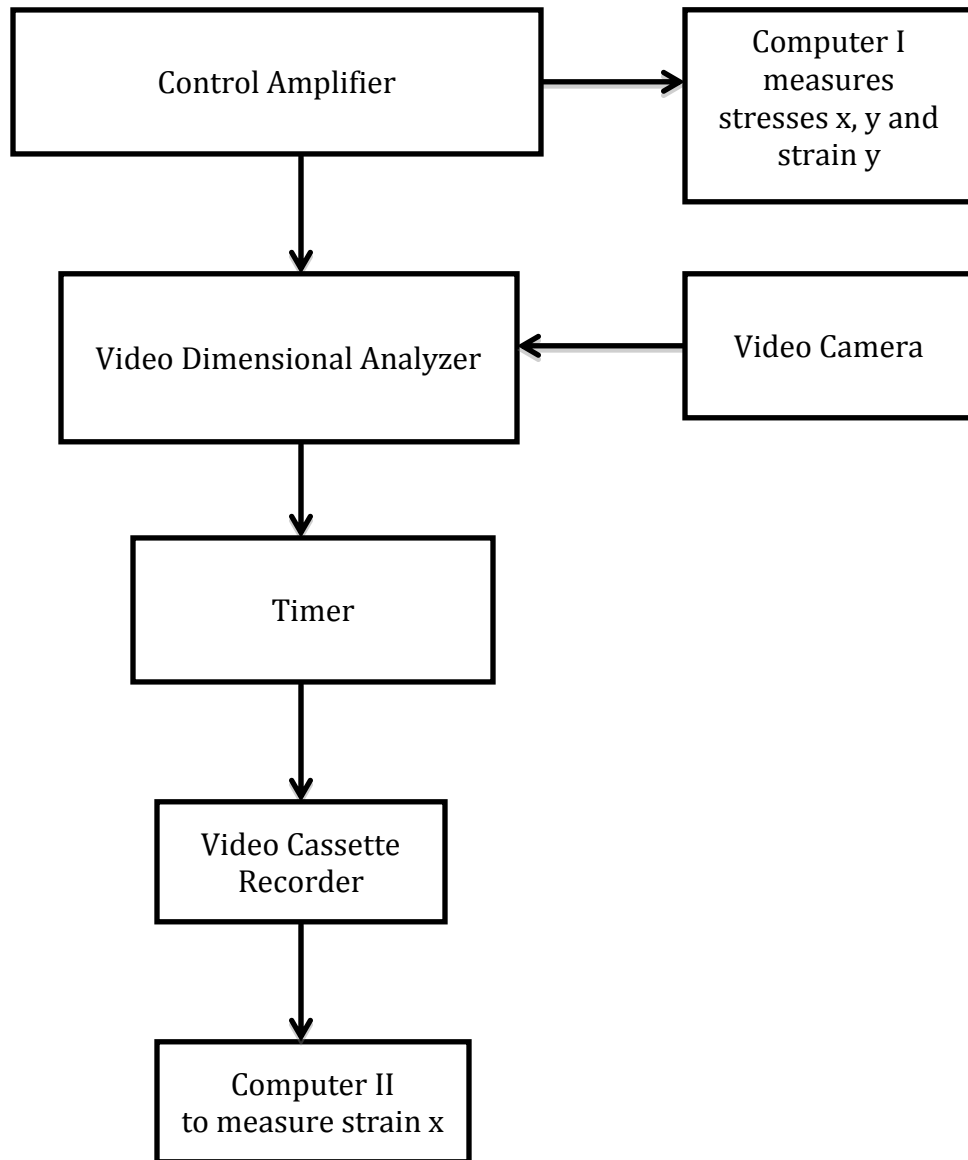 Control Amplifier
Computer I
measures
stresses x, y and
strain y
Video Dimensional Analyzer
Video Camera
Timer
Video Cassette
Recorder
Computer II
to measure strain x